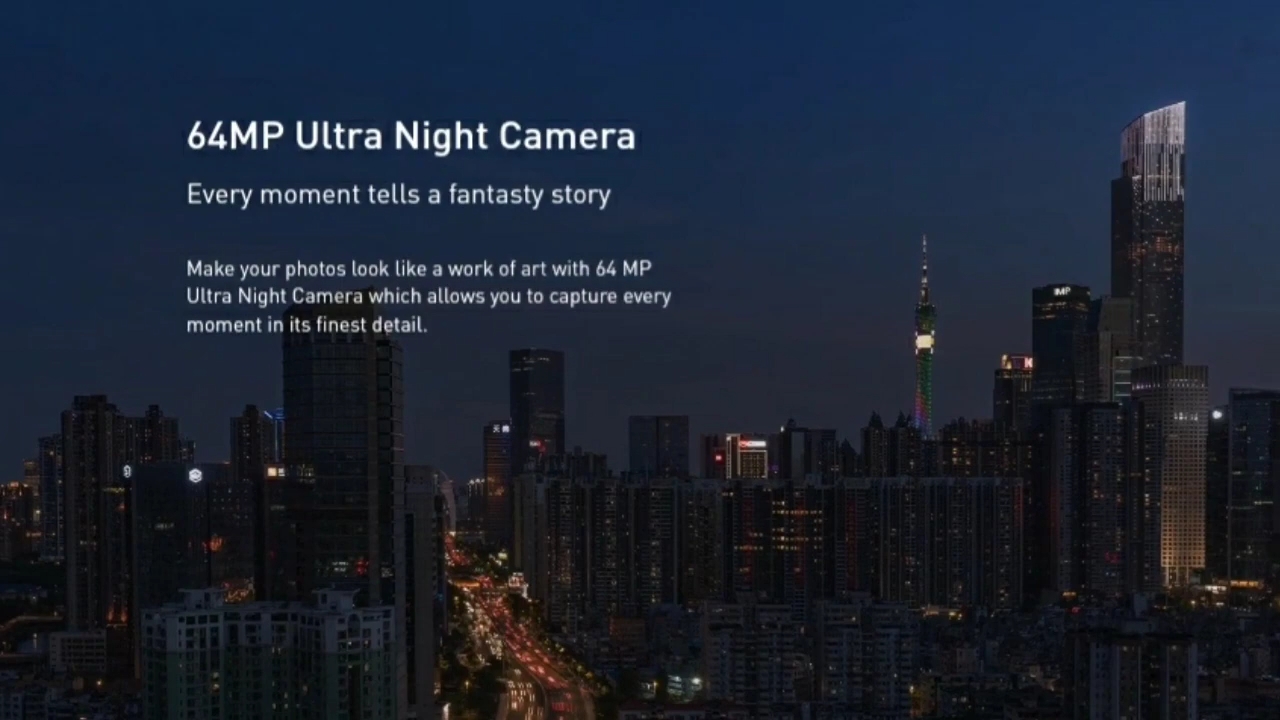 64MP Ultra Night Camera
Every moment tells a fantasty story
Make your photos look like a work of art with 64 MP
Ultra Night Camera which allows you to capture every
moment in its finest detail.
IMP